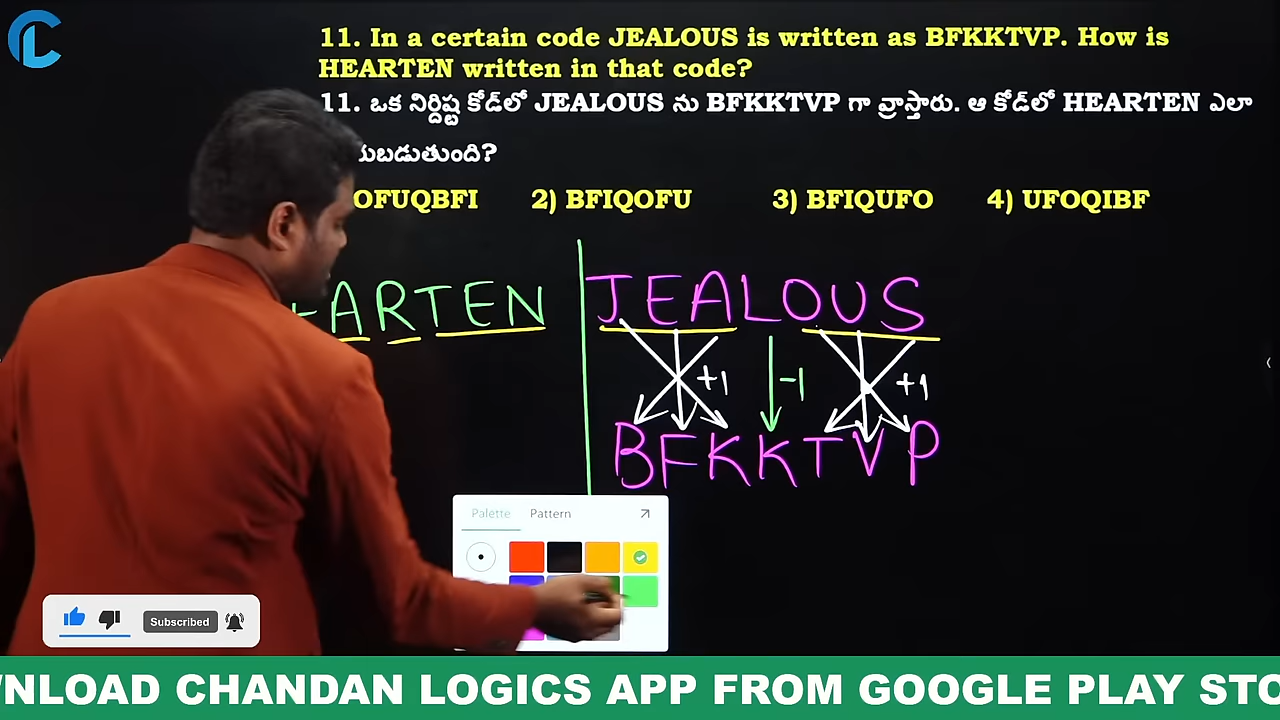 11. In a certain code JEALOUS is written as BFKKTVP. How is
HEARTEN written in that code?
11. ఒక నిర్దిష్ట కోడ్‌లో JEALOUS ను BFKKTVP గా వ్రాస్తారు. ఆ కోడ్‌లో HEARTEN ఎలా
OFUQBFI 2) BFIQOFU 3) BFIQUFO 4) UFOQIBF
ARTEN JEALOUS
+1 -1 +1
BFKKTVP
Palette Pattern
Subscribed
WNLOAD CHANDAN LOGICS APP FROM GOOGLE PLAY STO